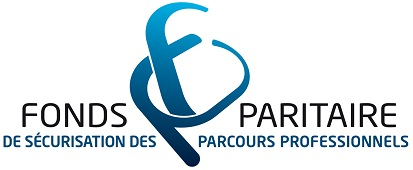 FONDS PARITAIRE
DE SÉCURISATION DES PARCOURS PROFESSIONNELS